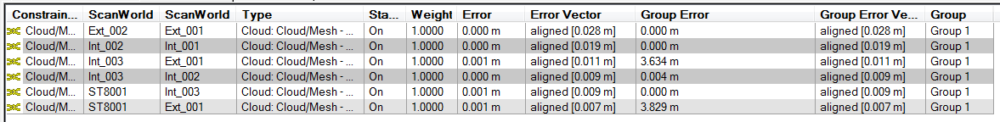 Constrain... ScanWorld ScanWorld Type Sta... Weight Error Error Vector Group Error Group Error Ve... Group
Cloud/M... Ext_002 Ext_001 Cloud: Cloud/Mesh - ... On 1.0000 0.000 m aligned [0.028 m] 0.000 m aligned [0.028 m] Group 1
Cloud/M... Int_002 Int_001 Cloud: Cloud/Mesh - ... On 1.0000 0.000 m aligned [0.019 m] 0.000 m aligned [0.019 m] Group 1
Cloud/M... Int_003 Ext_001 Cloud: Cloud/Mesh - ... On 1.0000 0.001 m aligned [0.011 m] 3.634 m aligned [0.011 m] Group 1
Cloud/M... Int_003 Int_002 Cloud: Cloud/Mesh - ... On 1.0000 0.001 m aligned [0.009 m] 0.004 m aligned [0.009 m] Group 1
Cloud/M... ST8001 Int_003 Cloud: Cloud/Mesh - ... On 1.0000 0.001 m aligned [0.009 m] 0.000 m aligned [0.009 m] Group 1
Cloud/M... ST8001 Ext_001 Cloud: Cloud/Mesh - ... On 1.0000 0.001 m aligned [0.007 m] 3.829 m aligned [0.007 m] Group 1